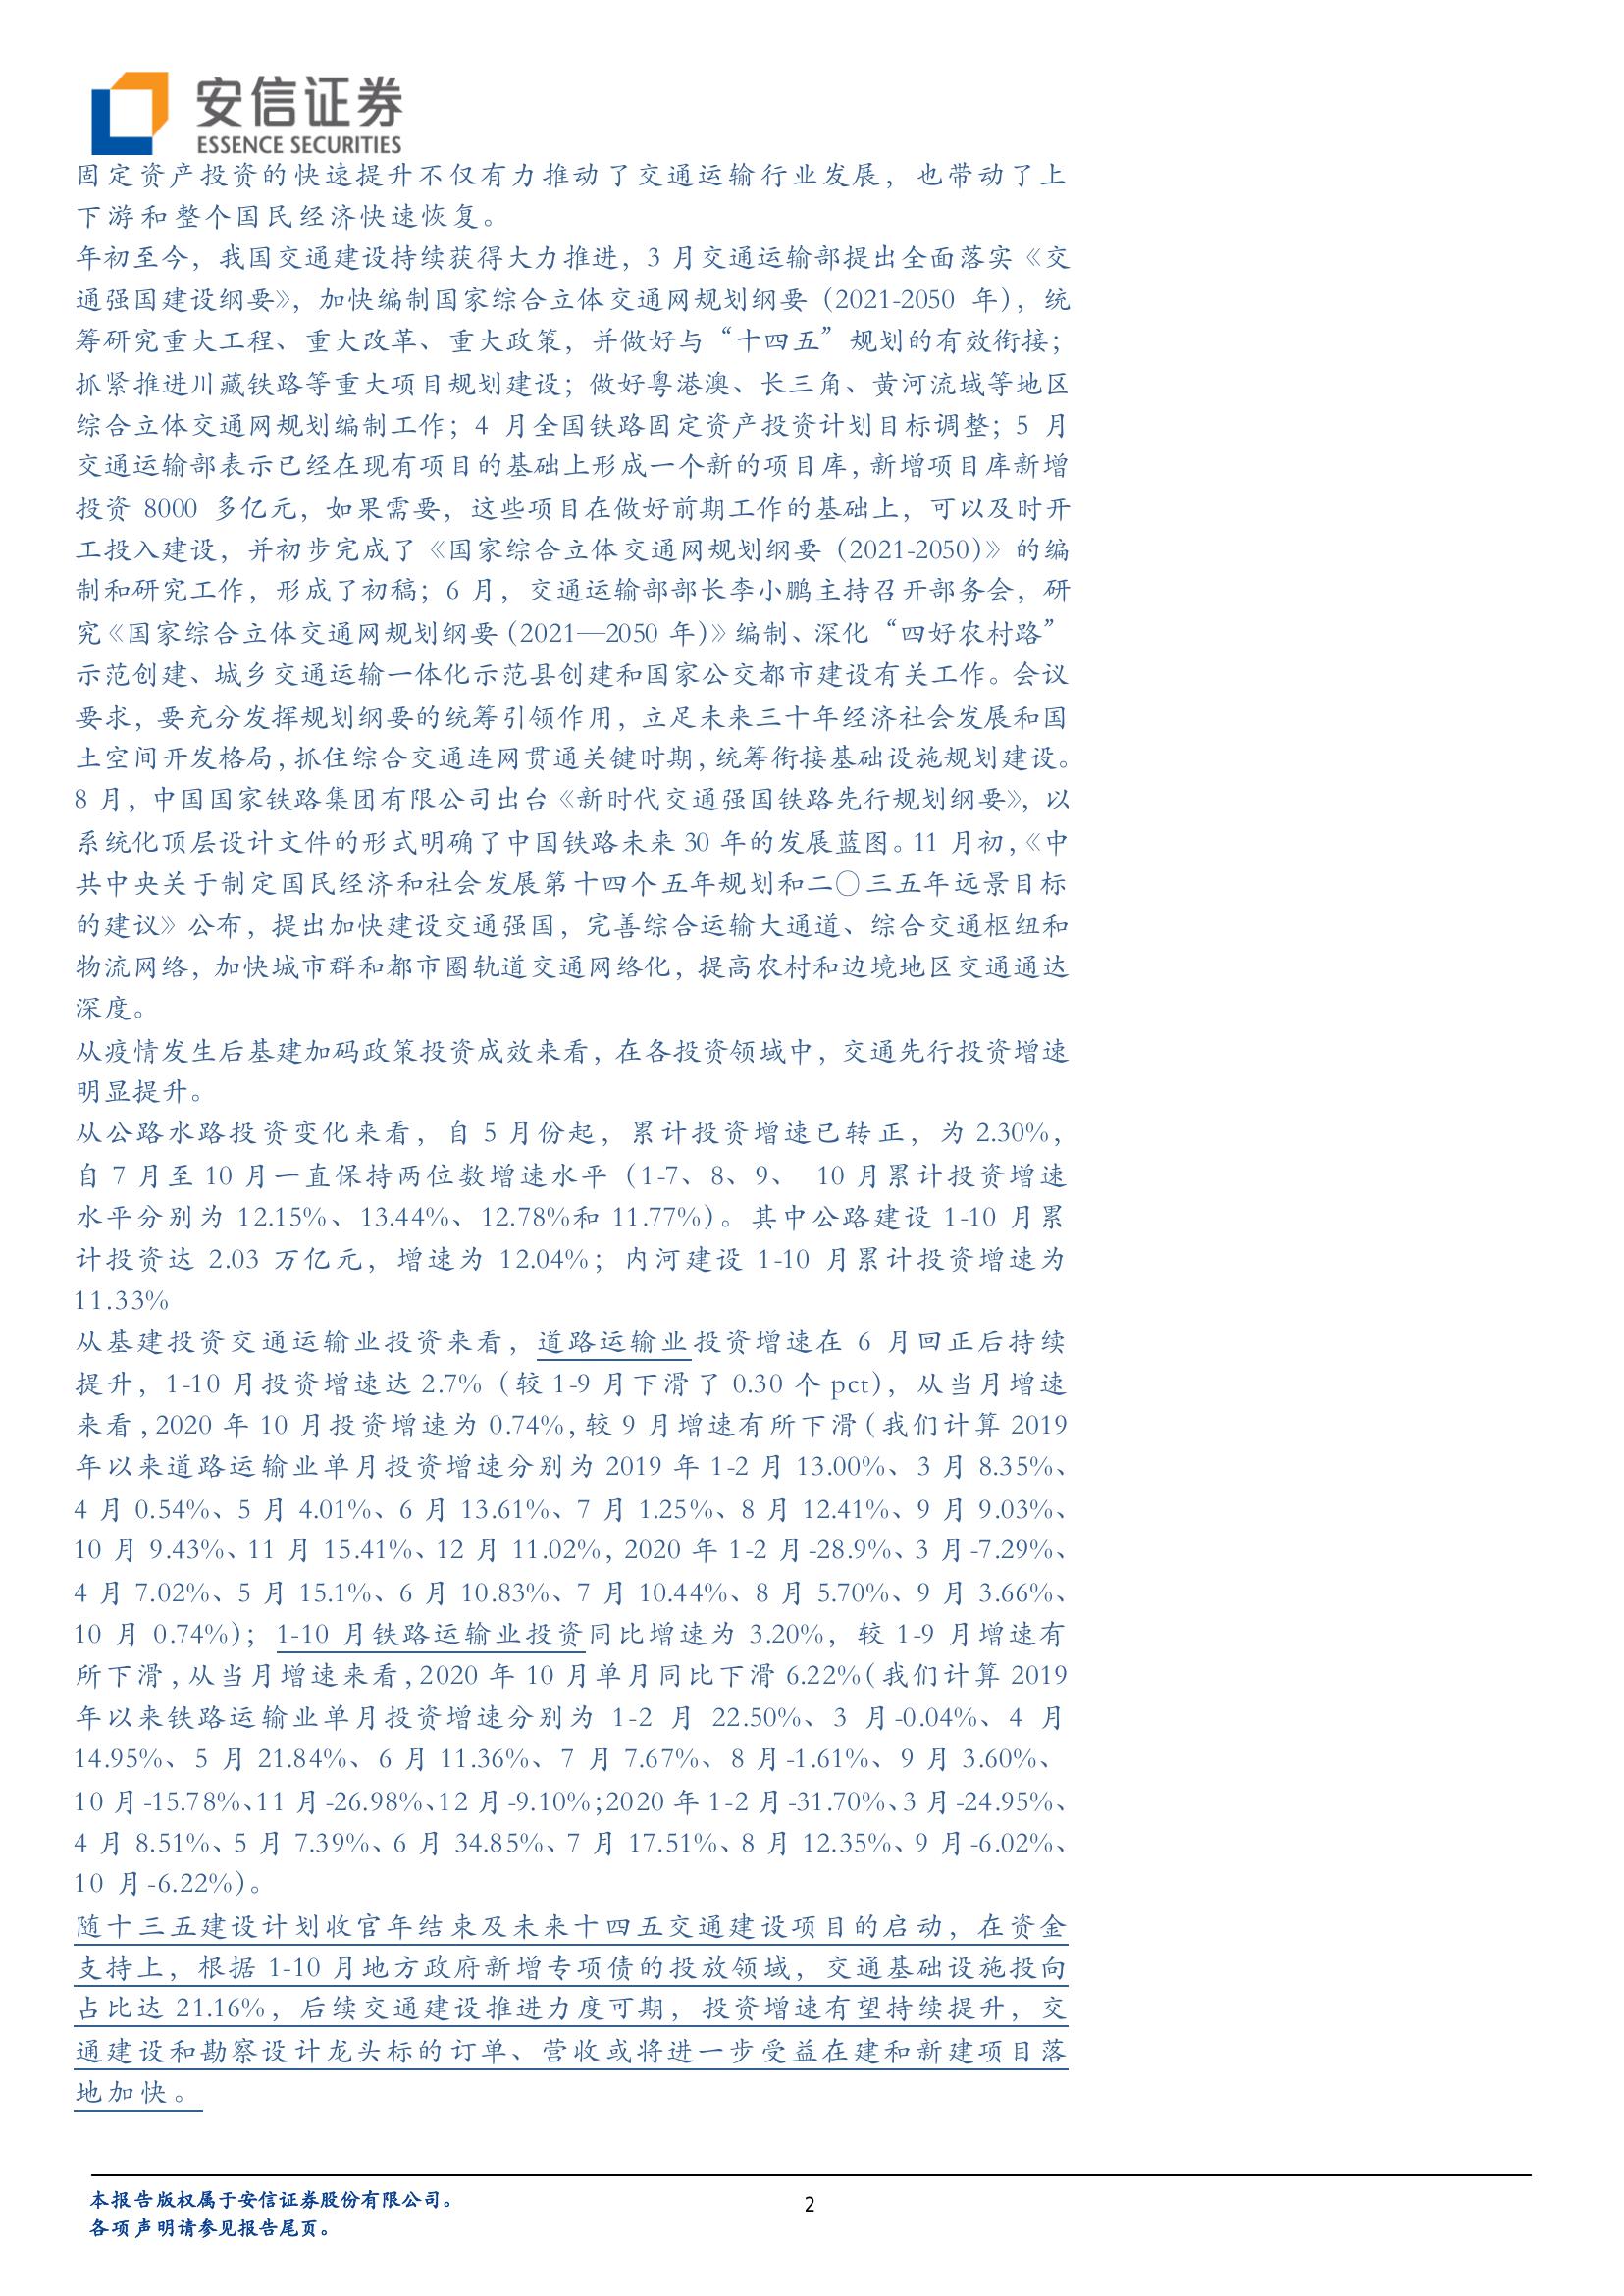 安信证券
ESSENCE SECURITIES
固定资产投资的快速提升不仅有力推动了交通运输行业发展，也带动了上
下游和整个国民经济快速恢复。
年初至今，我国交通建设持续获得大力推进，3 月交通运输部提出全面落实《交
通强国建设纲要》，加快编制国家综合立体交通网规划纲要（2021-2050 年），统
筹研究重大工程、重大改革、重大政策，并做好与“十四五”规划的有效衔接；
抓紧推进川藏铁路等重大项目规划建设；做好粤港澳、长三角、黄河流域等地区
综合立体交通网规划编制工作；4 月全国铁路固定资产投资计划目标调整；5 月
交通运输部表示已经在现有项目的基础上形成一个新的项目库，新增项目库新增
投资 8000 多亿元，如果需要，这些项目在做好前期工作的基础上，可以及时开
工投入建设，并初步完成了《国家综合立体交通网规划纲要（2021-2050）》的编
制和研究工作，形成了初稿；6 月，交通运输部部长李小鹏主持召开部务会，研
究《国家综合立体交通网规划纲要（2021—2050 年）》编制、深化“四好农村路”
示范创建、城乡交通运输一体化示范县创建和国家公交都市建设有关工作。会议
要求，要充分发挥规划纲要的统筹引领作用，立足未来三十年经济社会发展和国
土空间开发格局，抓住综合交通连网贯通关键时期，统筹衔接基础设施规划建设。
8 月，中国国家铁路集团有限公司出台《新时代交通强国铁路先行规划纲要》，以
系统化顶层设计文件的形式明确了中国铁路未来 30 年的发展蓝图。11 月初，《中
共中央关于制定国民经济和社会发展第十四个五年规划和二〇三五年远景目标
的建议》公布，提出加快建设交通强国，完善综合运输大通道、综合交通枢纽和
物流网络，加快城市群和都市圈轨道交通网络化，提高农村和边境地区交通通达
深度。
从疫情发生后基建加码政策投资成效来看，在各投资领域中，交通先行投资增速
明显提升。
从公路水路投资变化来看，自 5 月份起，累计投资增速已转正，为 2.30%，
自 7 月至 10 月一直保持两位数增速水平（1-7、8、9、 10 月累计投资增速
水平分别为 12.15%、13.44%、12.78%和 11.77%）。其中公路建设 1-10 月累
计投资达 2.03 万亿元，增速为 12.04%；内河建设 1-10 月累计投资增速为
11.33%
从基建投资交通运输业投资来看，道路运输业投资增速在 6 月回正后持续
提升，1-10 月投资增速达 2.7%（较 1-9 月下滑了 0.30 个 pct），从当月增速
来看，2020 年 10 月投资增速为 0.74%，较 9 月增速有所下滑（我们计算 2019
年以来道路运输业单月投资增速分别为 2019 年 1-2 月 13.00%、3 月 8.35%、
4 月 0.54%、5 月 4.01%、6 月 13.61%、7 月 1.25%、8 月 12.41%、9 月 9.03%、
10 月 9.43%、11 月 15.41%、12 月 11.02%，2020 年 1-2 月-28.9%、3 月-7.29%、
4 月 7.02%、5 月 15.1%、6 月 10.83%、7 月 10.44%、8 月 5.70%、9 月 3.66%、
10 月 0.74%）；1-10 月铁路运输业投资同比增速为 3.20%，较 1-9 月增速有
所下滑，从当月增速来看，2020 年 10 月单月同比下滑 6.22%（我们计算 2019
年以来铁路运输业单月投资增速分别为 1-2 月 22.50%、3 月-0.04%、4 月
14.95%、5 月 21.84%、6 月 11.36%、7 月 7.67%、8 月-1.61%、9 月 3.60%、
10 月-15.78%、11 月-26.98%、12 月-9.10%；2020 年 1-2 月-31.70%、3 月-24.95%、
4 月 8.51%、5 月 7.39%、6 月 34.85%、7 月 17.51%、8 月 12.35%、9 月-6.02%、
10 月-6.22%）。
随十三五建设计划收官年结束及未来十四五交通建设项目的启动，在资金
支持上，根据 1-10 月地方政府新增专项债的投放领域，交通基础设施投向
占比达 21.16%，后续交通建设推进力度可期，投资增速有望持续提升，交
通建设和勘察设计龙头标的订单、营收或将进一步受益在建和新建项目落
地加快。
本报告版权属于安信证券股份有限公司。
各项声明请参见报告尾页。
2